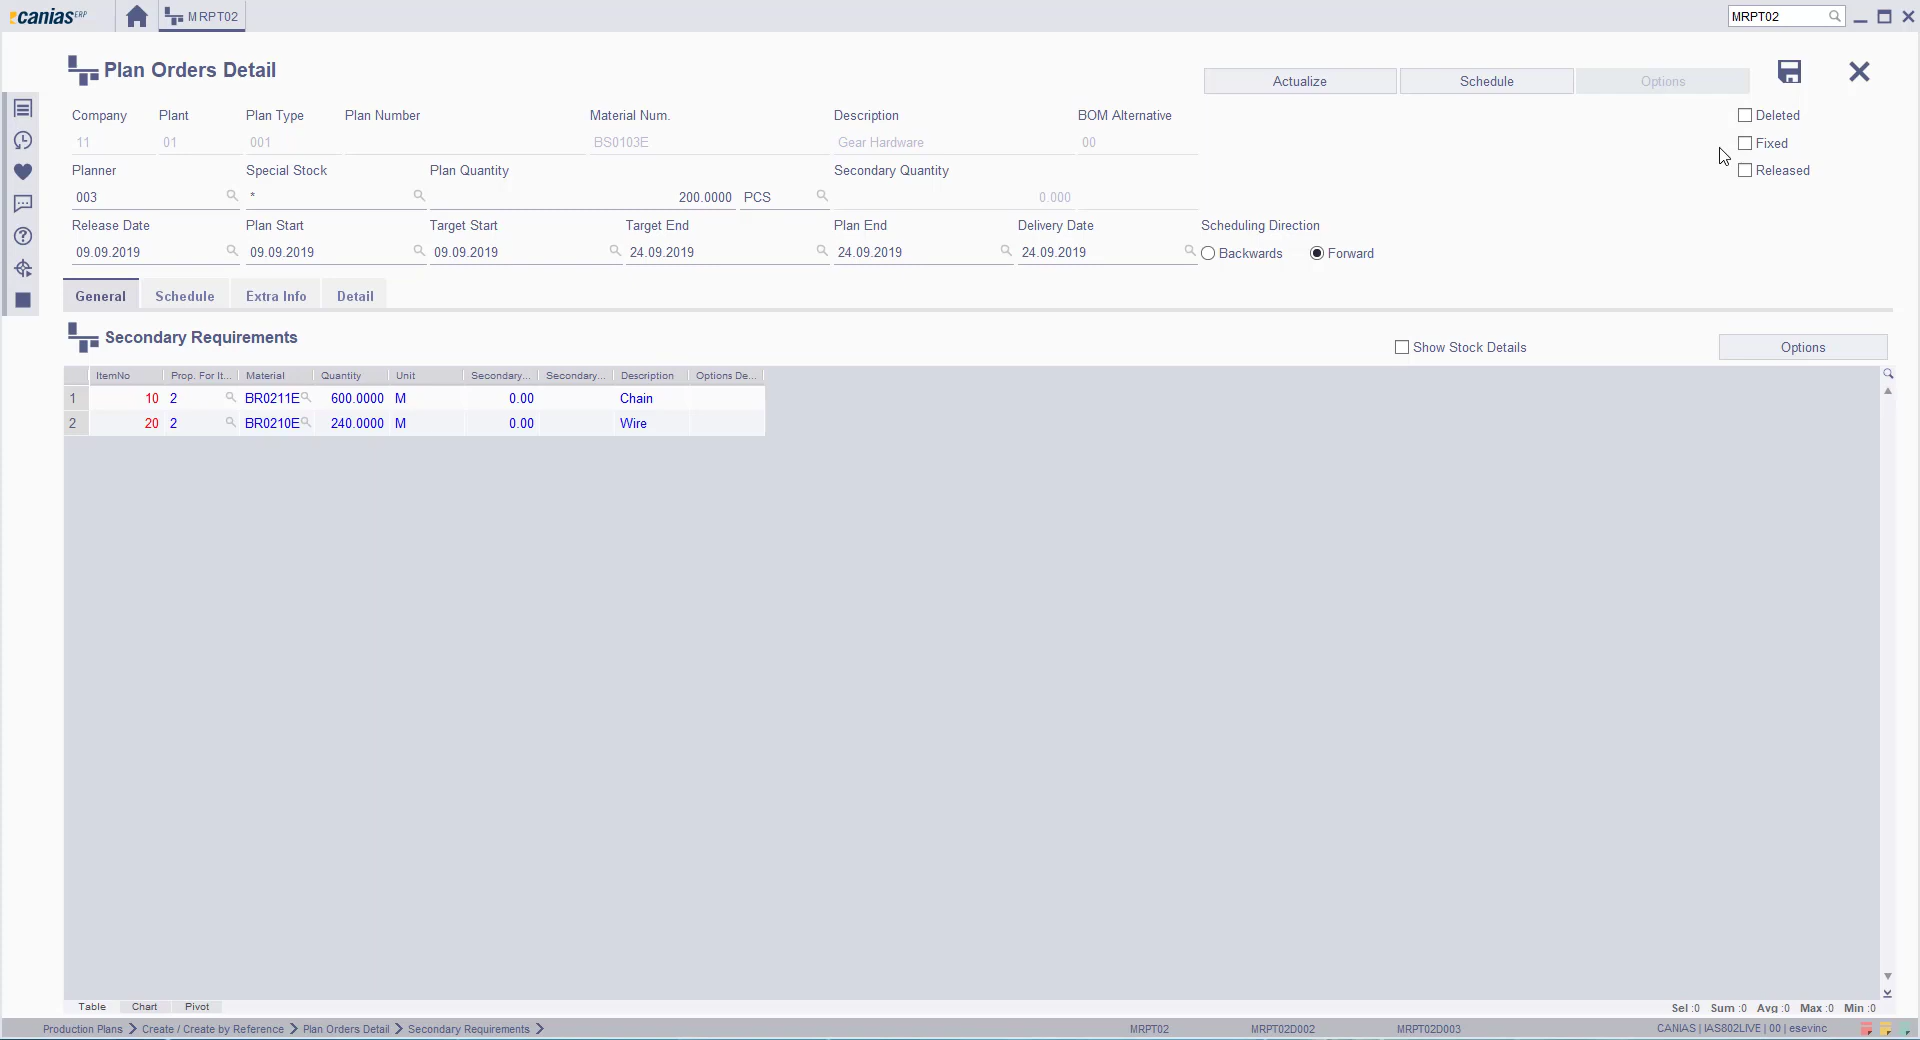 canias ERP MRPT02 MRPT02
Plan Orders Detail
Actualize Schedule Options
Company Plant Plan Type Plan Number Material Num. Description BOM Alternative Deleted
11 01 001 BS0103E Gear Hardware 00 Fixed
Planner Special Stock Plan Quantity Secondary Quantity Released
003 * 200.0000 PCS 0.000
Release Date Plan Start Target Start Target End Plan End Delivery Date Scheduling Direction
09.09.2019 09.09.2019 09.09.2019 24.09.2019 24.09.2019 24.09.2019 Backwards Forward
General Schedule Extra Info Detail
Secondary Requirements
Show Stock Details Options
ItemNo Prop. For It... Material Quantity Unit Secondary... Secondary... Description Options De...
1 10 2 BR0211E 600.0000 M 0.00 Chain
2 20 2 BR0210E 240.0000 M 0.00 Wire
Table Chart Pivot Sel :0 Sum :0 Avg :0 Max :0 Min :0
Production Plans Create / Create by Reference Plan Orders Detail Secondary Requirements MRPT02 MRPT02D002 MRPT02D003 CANIAS | IAS802LIVE | 00 | esevinc